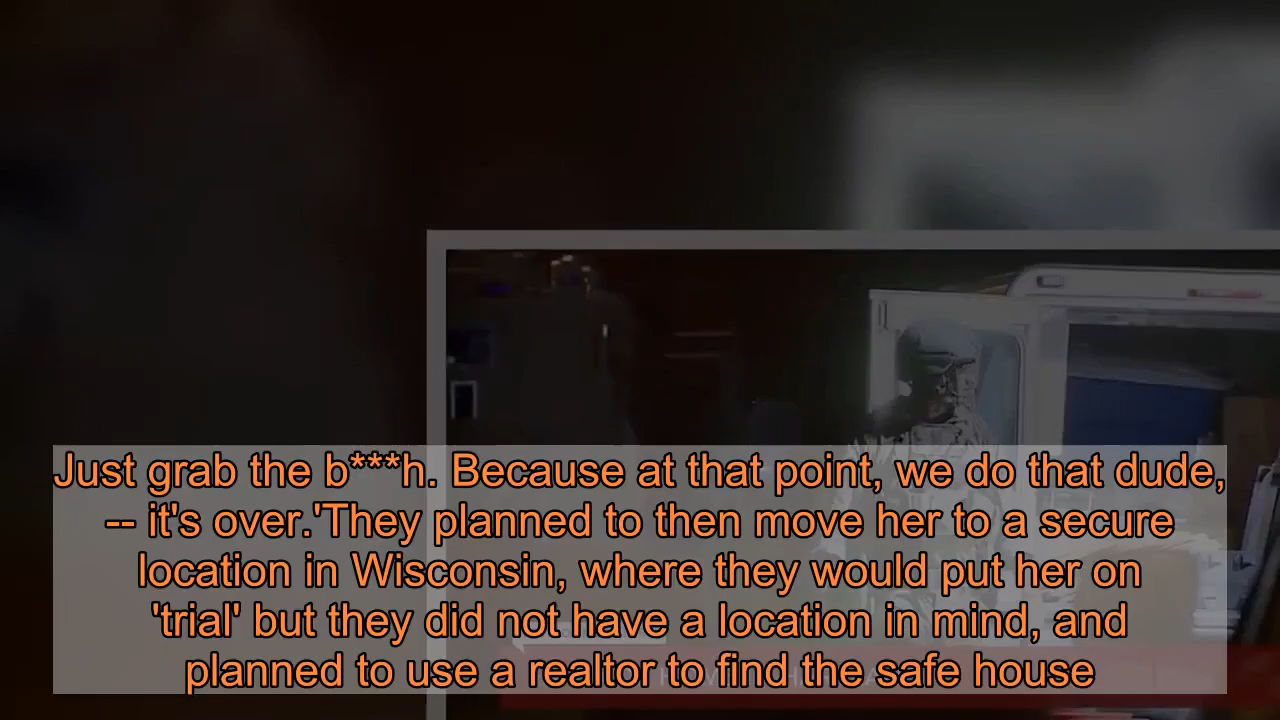 Just grab the b***h. Because at that point, we do that dude,
-- it's over.'They planned to then move her to a secure
location in Wisconsin, where they would put her on
'trial' but they did not have a location in mind, and
planned to use a realtor to find the safe house